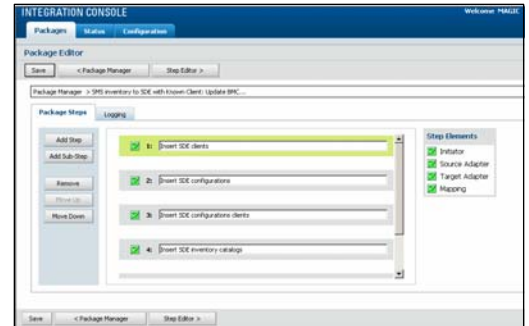 INTEGRATION CONSOLE
Welcome MAGIC
Packages Status Configuration
Package Editor
Save < Package Manager Step Editor >
Package Manager > SMS inventory to SDE with Known Client: Update BMC...
Package Steps Logging
Add Step
Add Sub-Step
Remove
Move Up
Move Down
1: Insert SDE clients
2: Insert SDE configurations
3: Insert SDE configurations clients
4: Insert SDE inventory catalogs
Step Elements
Initiator
Source Adapter
Target Adapter
Mapping
Save < Package Manager Step Editor >